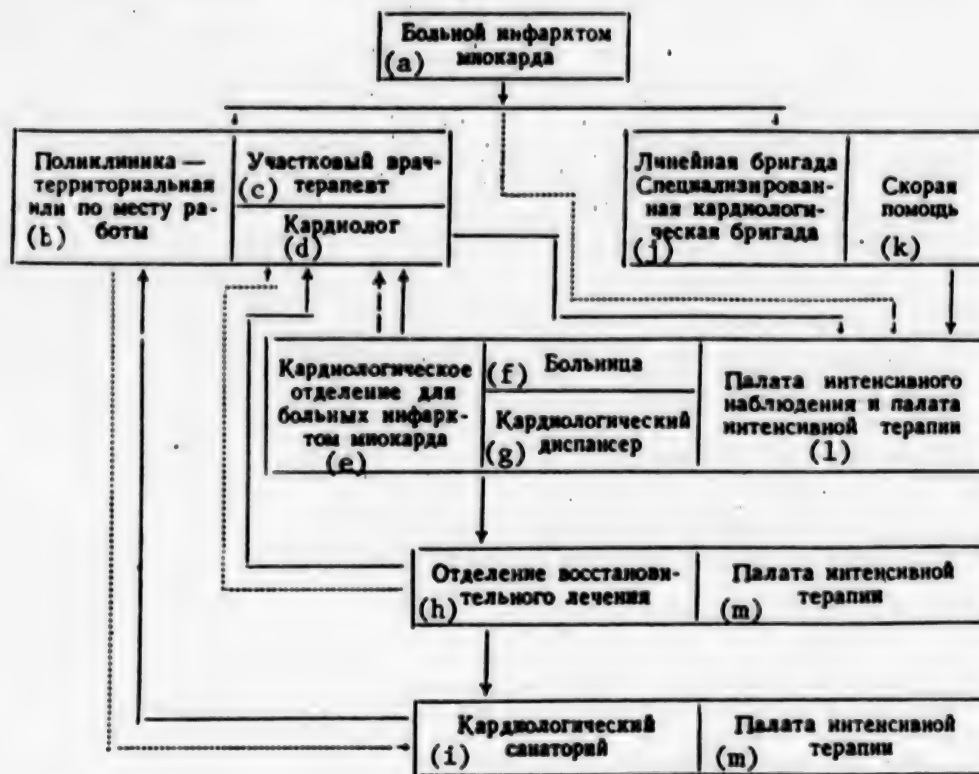 Больной инфарктом
(a) миокарда
Поликлиника —
территориальная
или по месту ра-
(b) боты
Участковый врач-
(c) терапевт
Кардиолог
(d)
Линейная бригада
Специализирован-
ная кардиологи-
(j) ческая бригада
Скорая
помощь
(k)
Кардиологическое
отделение для
больных инфарк-
том миокарда
(e)
(f) Больница
Кардиологический
(g) диспансер
Палата интенсивного
наблюдения и палата
интенсивной терапии
(l)
Отделение восстанови-
(h) тельного лечения
Палата интенсивной
(m) терапии
Кардиологический
(i) санаторий
Палата интенсивной
(m) терапии